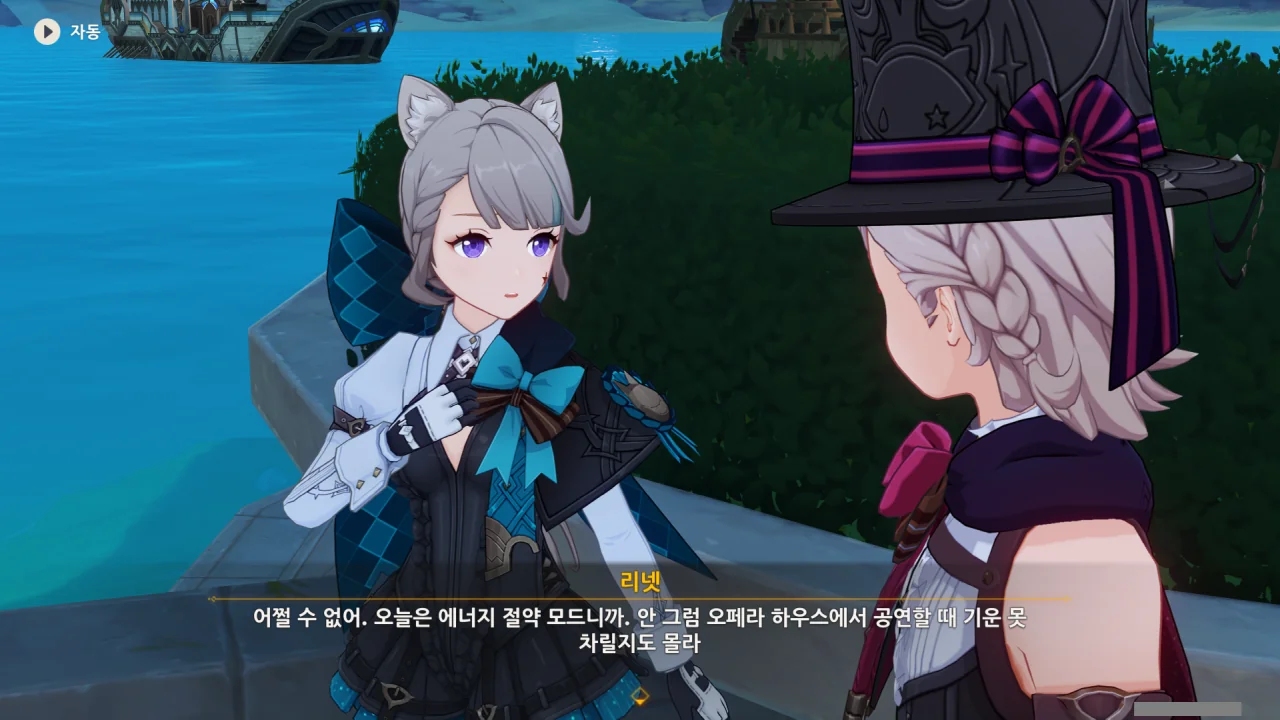 자동
리넷
어쩔 수 없어. 오늘은 에너지 절약 모드니까. 안 그럼 오페라 하우스에서 공연할 때 기운 못
차릴지도 몰라